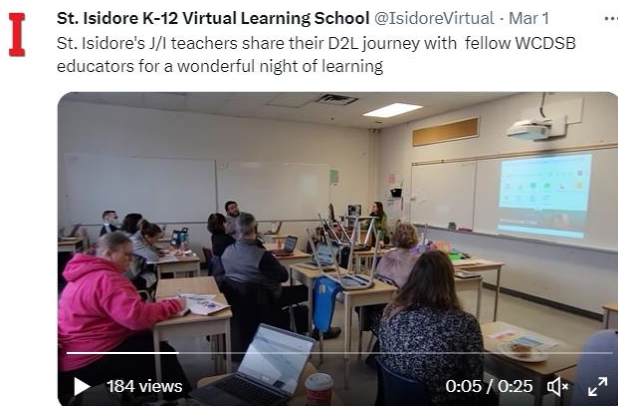 St. Isidore K-12 Virtual Learning School @IsidoreVirtual · Mar 1 ...
St. Isidore's J/I teachers share their D2L journey with fellow WCDSB
educators for a wonderful night of learning
184 views
0:05 / 0:25